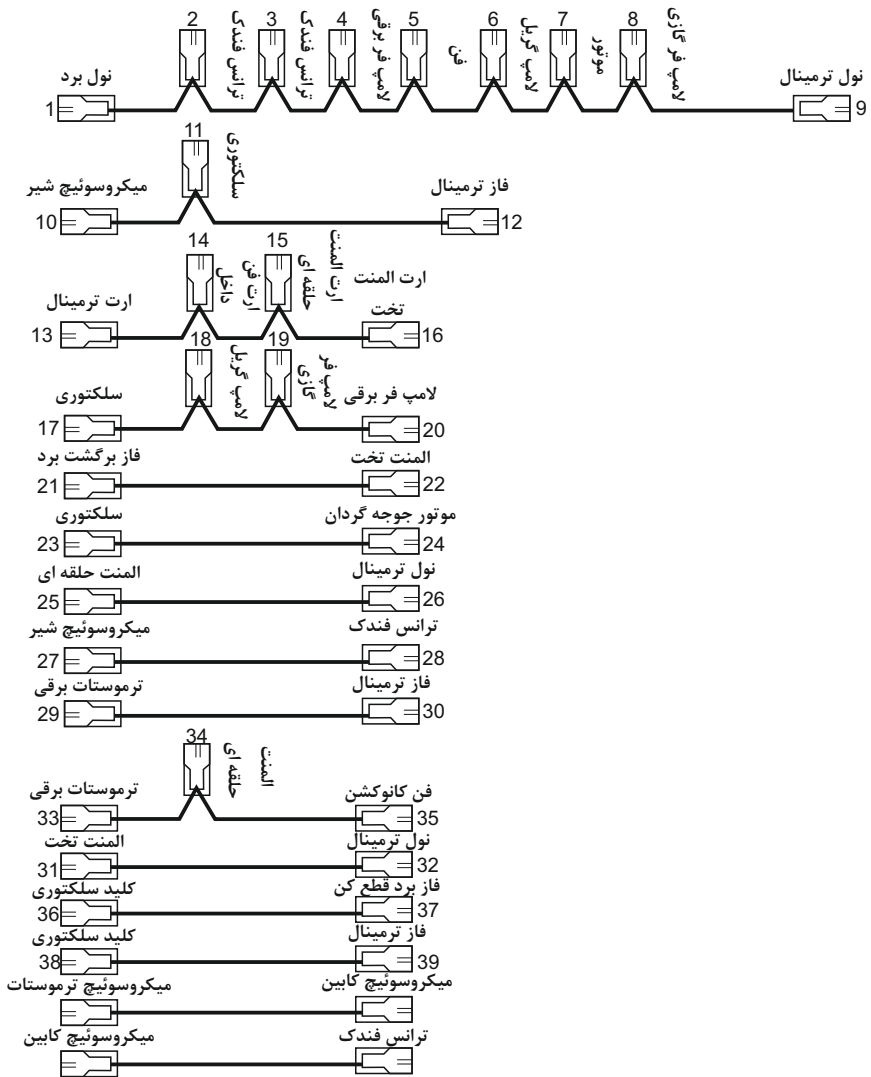 2 3 4 5 6 7 8
ترانس فندک
ترانس فندک
لامپ فر برقی
فن
لامپ گریل
موتور
لامپ فر گازی
نول برد
نول ترمینال
1 9
11
سلکتوری
میکروسوئیچ شیر
فاز ترمینال
10 12
14 15
ارت فن
داخل
ارت المنت
حلقه ای
ارت المنت
تخت
ارت ترمینال
13 16
18 19
لامپ گریل
لامپ فر
گازی
سلکتوری
لامپ فر برقی
17 20
فاز برگشت برد
المنت تخت
21 22
سلکتوری
موتور جوجه گردان
23 24
المنت حلقه ای
نول ترمینال
25 26
میکروسوئیچ شیر
ترانس فندک
27 28
ترموستات برقی
فاز ترمینال
29 30
34
المنت
حلقه ای
ترموستات برقی
فن کانوکشن
33 35
المنت تخت
نول ترمینال
31 32
کلید سلکتوری
فاز برد قطع کن
36 37
کلید سلکتوری
فاز ترمینال
38 39
میکروسوئیچ ترموستات
میکروسوئیچ کابین
میکروسوئیچ کابین
ترانس فندک